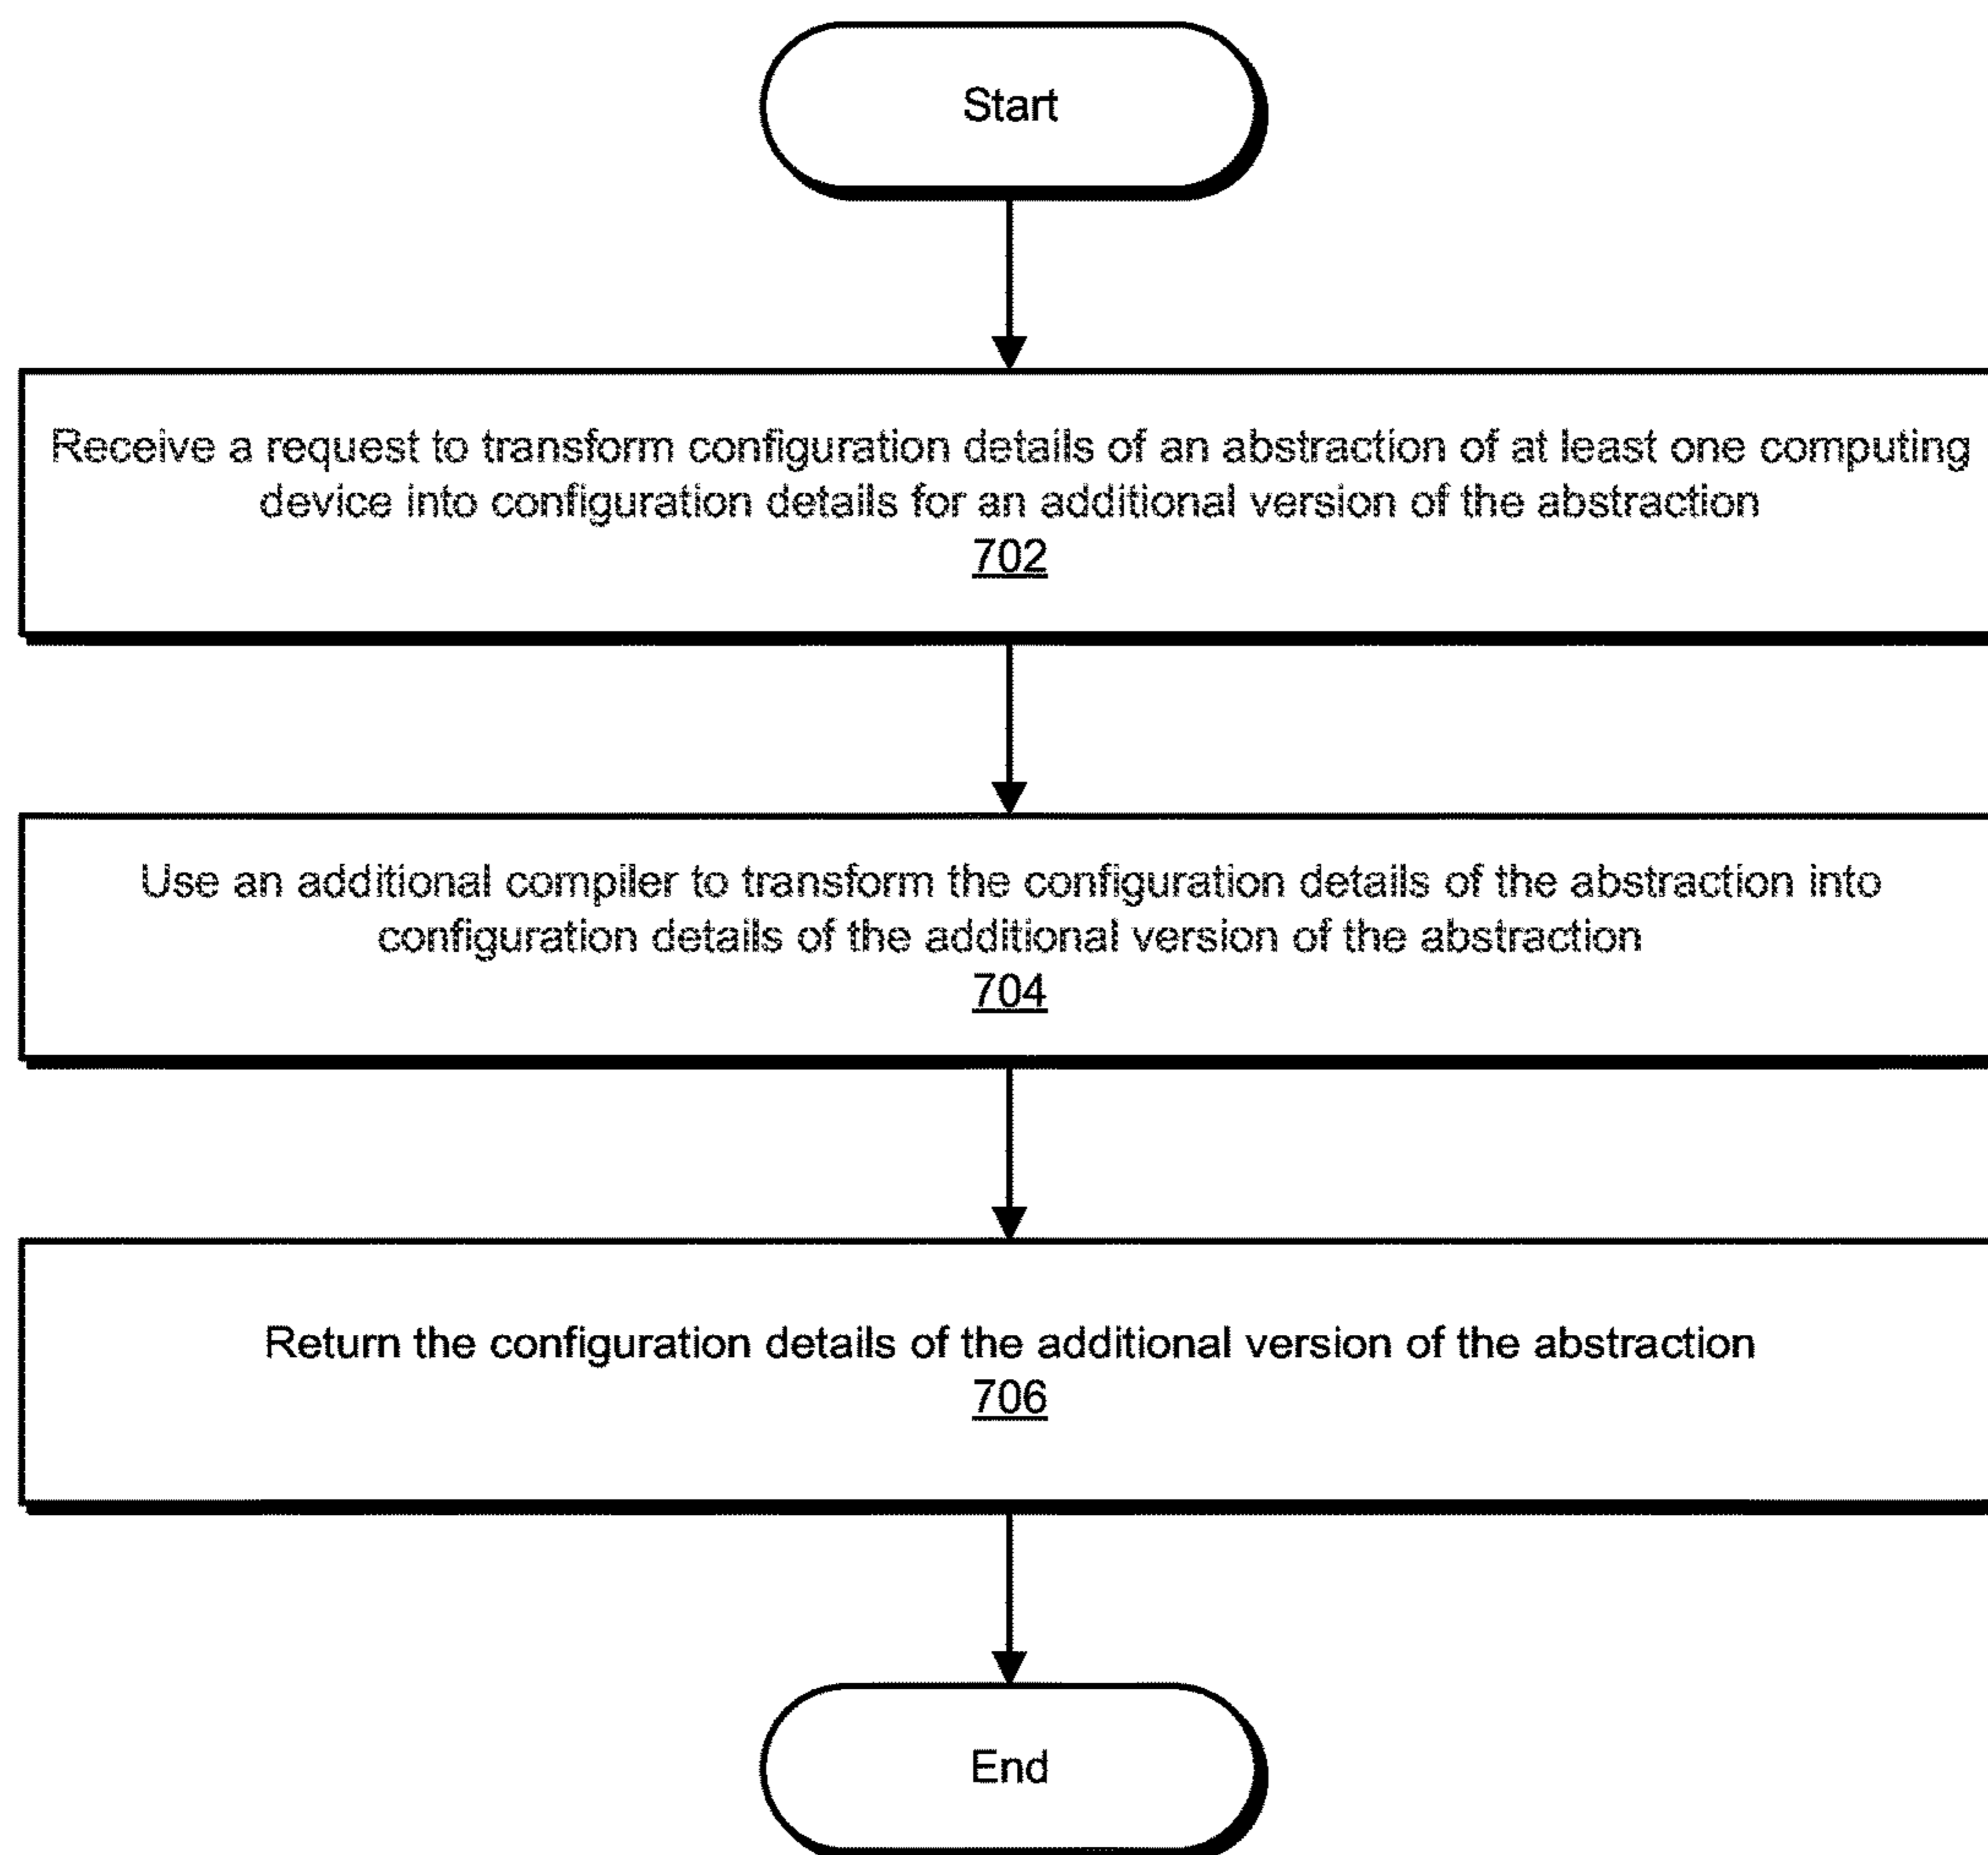 Start
Receive a request to transform configuration details of an abstraction of at least one computing
device into configuration details for an additional version of the abstraction
702
Use an additional compiler to transform the configuration details of the abstraction into
configuration details of the additional version of the abstraction
704
Return the configuration details of the additional version of the abstraction
706
End